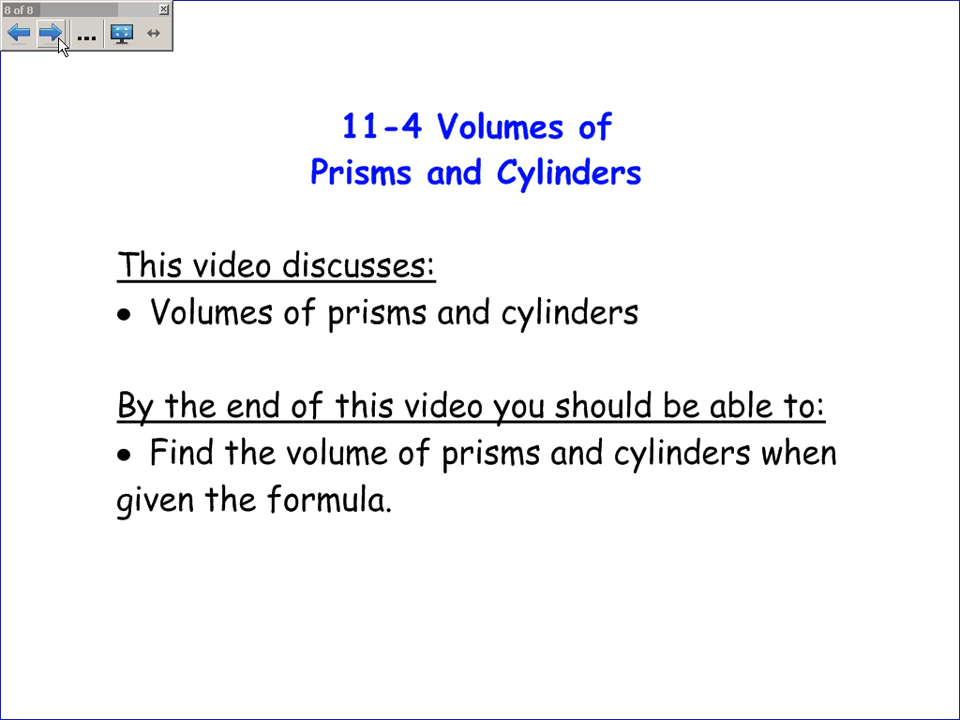 8 of 8
...
11-4 Volumes of
Prisms and Cylinders
This video discusses:
• Volumes of prisms and cylinders
By the end of this video you should be able to:
• Find the volume of prisms and cylinders when
given the formula.